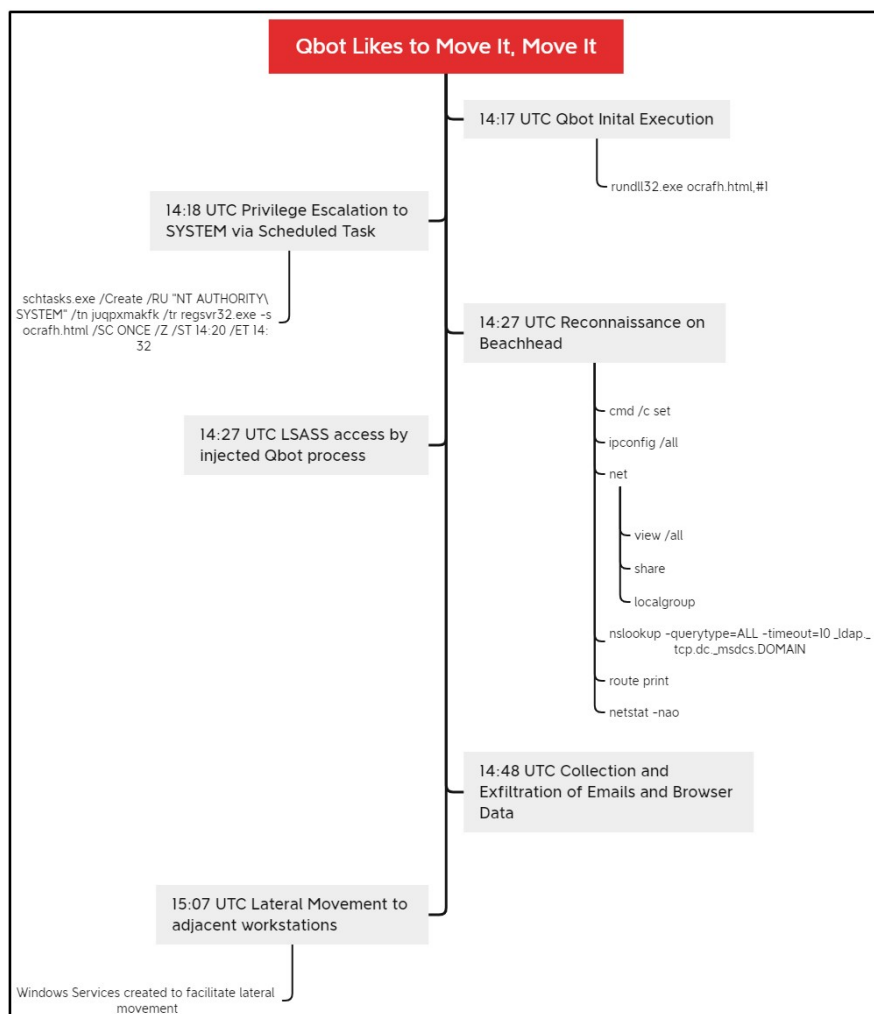 Qbot Likes to Move It, Move It
14:17 UTC Qbot Inital Execution
rundll32.exe ocrafh.html,#1
14:18 UTC Privilege Escalation to
SYSTEM via Scheduled Task
schtasks.exe /Create /RU "NT AUTHORITY\
SYSTEM" /tn juqpxmakfk /tr regsvr32.exe -s
ocrafh.html /SC ONCE /Z /ST 14:20 /ET 14:
32
14:27 UTC Reconnaissance on
Beachhead
cmd /c set
ipconfig /all
net
view /all
share
localgroup
nslookup -querytype=ALL -timeout=10 _ldap._
tcp.dc._msdcs.DOMAIN
route print
netstat -nao
14:27 UTC LSASS access by
injected Qbot process
14:48 UTC Collection and
Exfiltration of Emails and Browser
Data
15:07 UTC Lateral Movement to
adjacent workstations
Windows Services created to facilitate lateral
movement